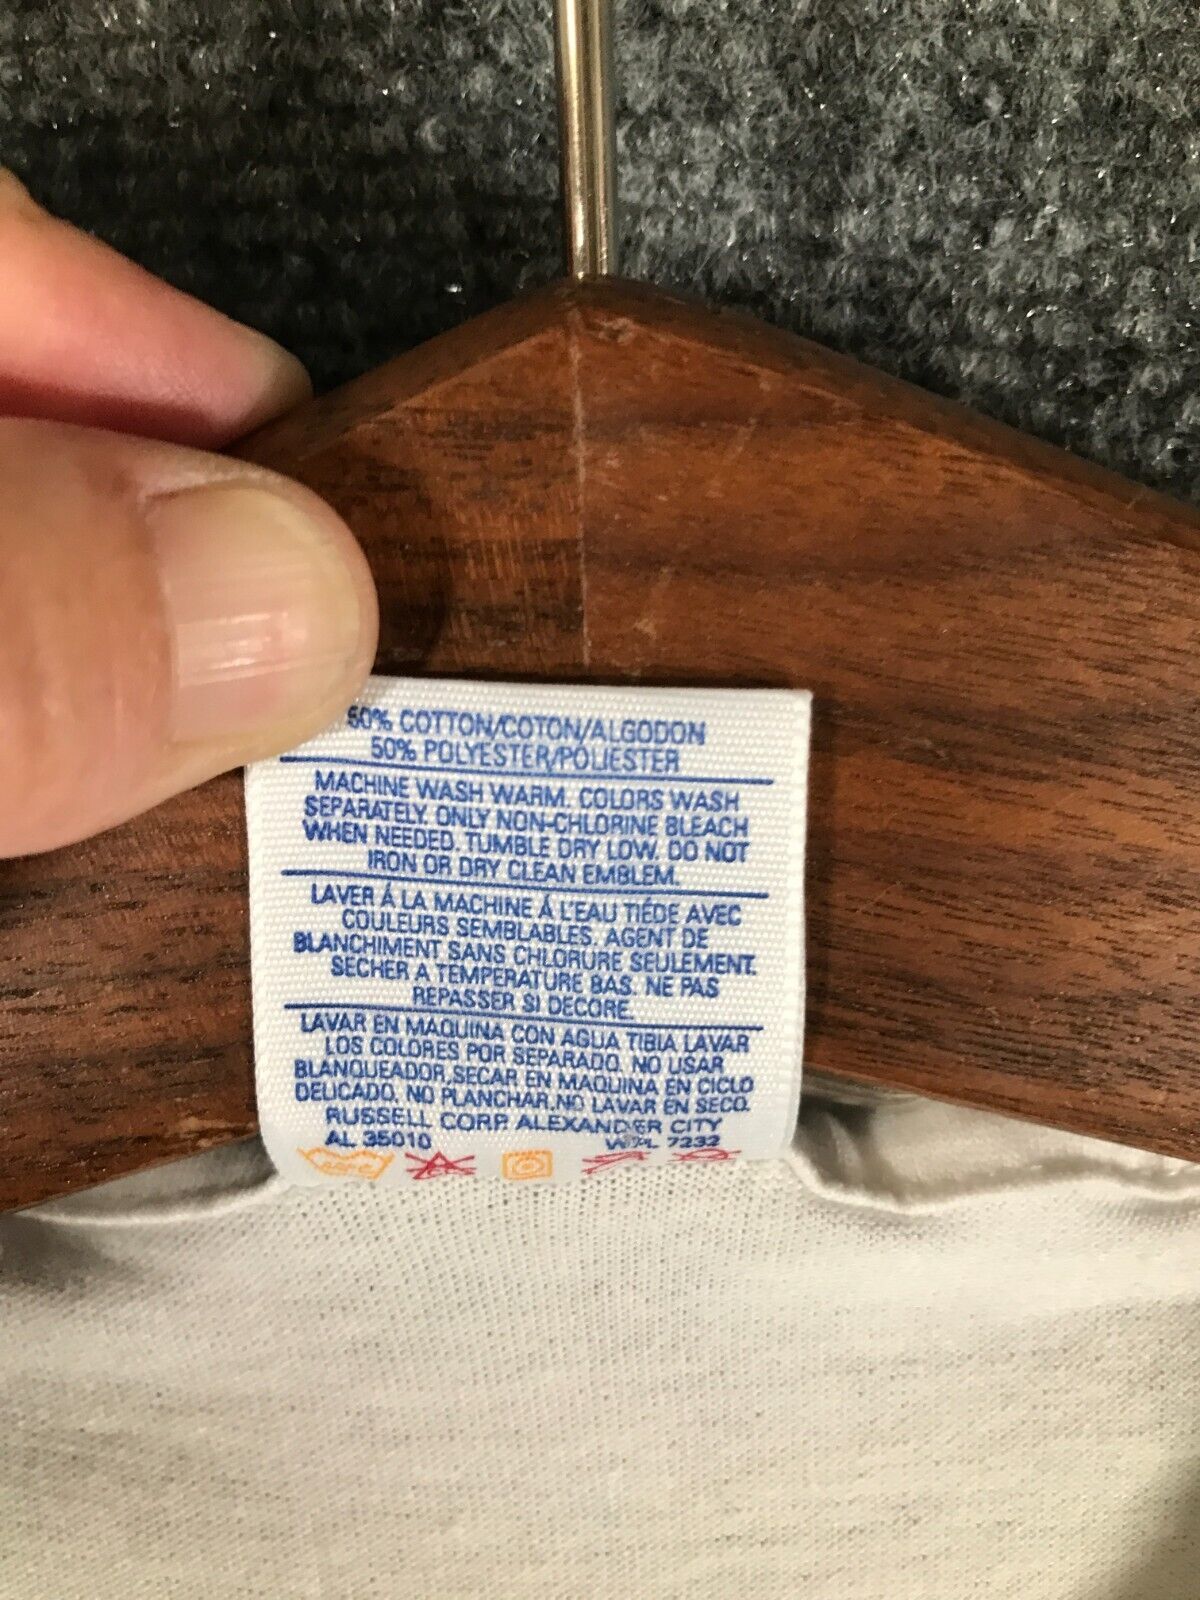 50% COTTON/COTON/ALGODON
50% POLYESTER/POLIESTER
MACHINE WASH WARM. COLORS WASH
SEPARATELY. ONLY NON-CHLORINE BLEACH
WHEN NEEDED. TUMBLE DRY LOW. DO NOT
IRON OR DRY CLEAN EMBLEM.
LAVER Á LA MACHINE Á L'EAU TIÉDE AVEC
COULEURS SEMBLABLES. AGENT DE
BLANCHIMENT SANS CHLORURE SEULEMENT.
SECHER A TEMPERATURE BAS. NE PAS
REPASSER SI DECORE.
LAVAR EN MAQUINA CON AGUA TIBIA LAVAR
LOS COLORES POR SEPARADO. NO USAR
BLANQUEADOR.SECAR EN MAQUINA EN CICLO
DELICADO. NO PLANCHAR.NO LAVAR EN SECO.
RUSSELL CORP. ALEXANDER CITY
AL 35010 WPL 7232